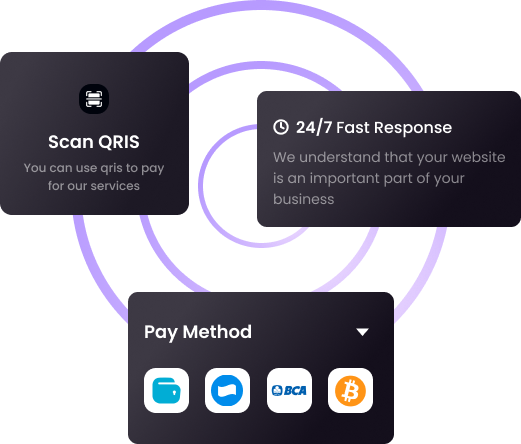 Scan QRIS
You can use qris to pay
for our services
24/7 Fast Response
We understand that your website
is an important part of your
business
Pay Method
BCA